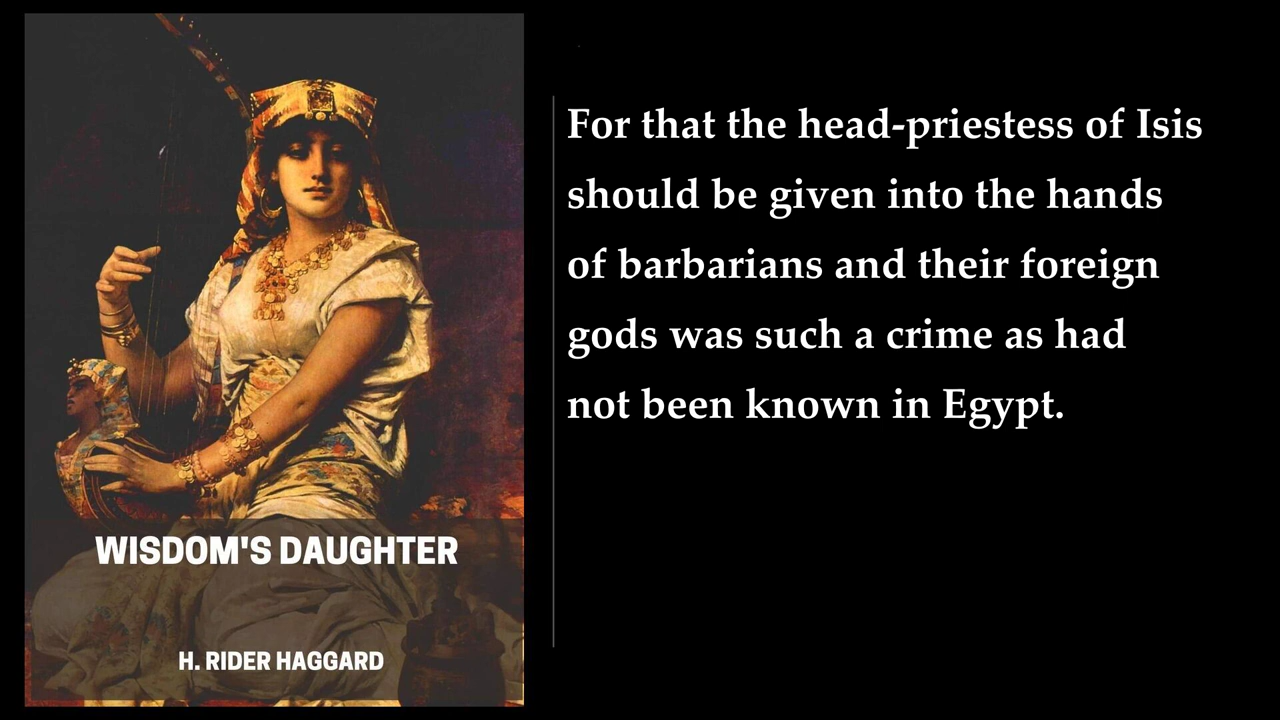 WISDOM'S DAUGHTER
H. RIDER HAGGARD
For that the head-priestess of Isis
should be given into the hands
of barbarians and their foreign
gods was such a crime as had
not been known in Egypt.